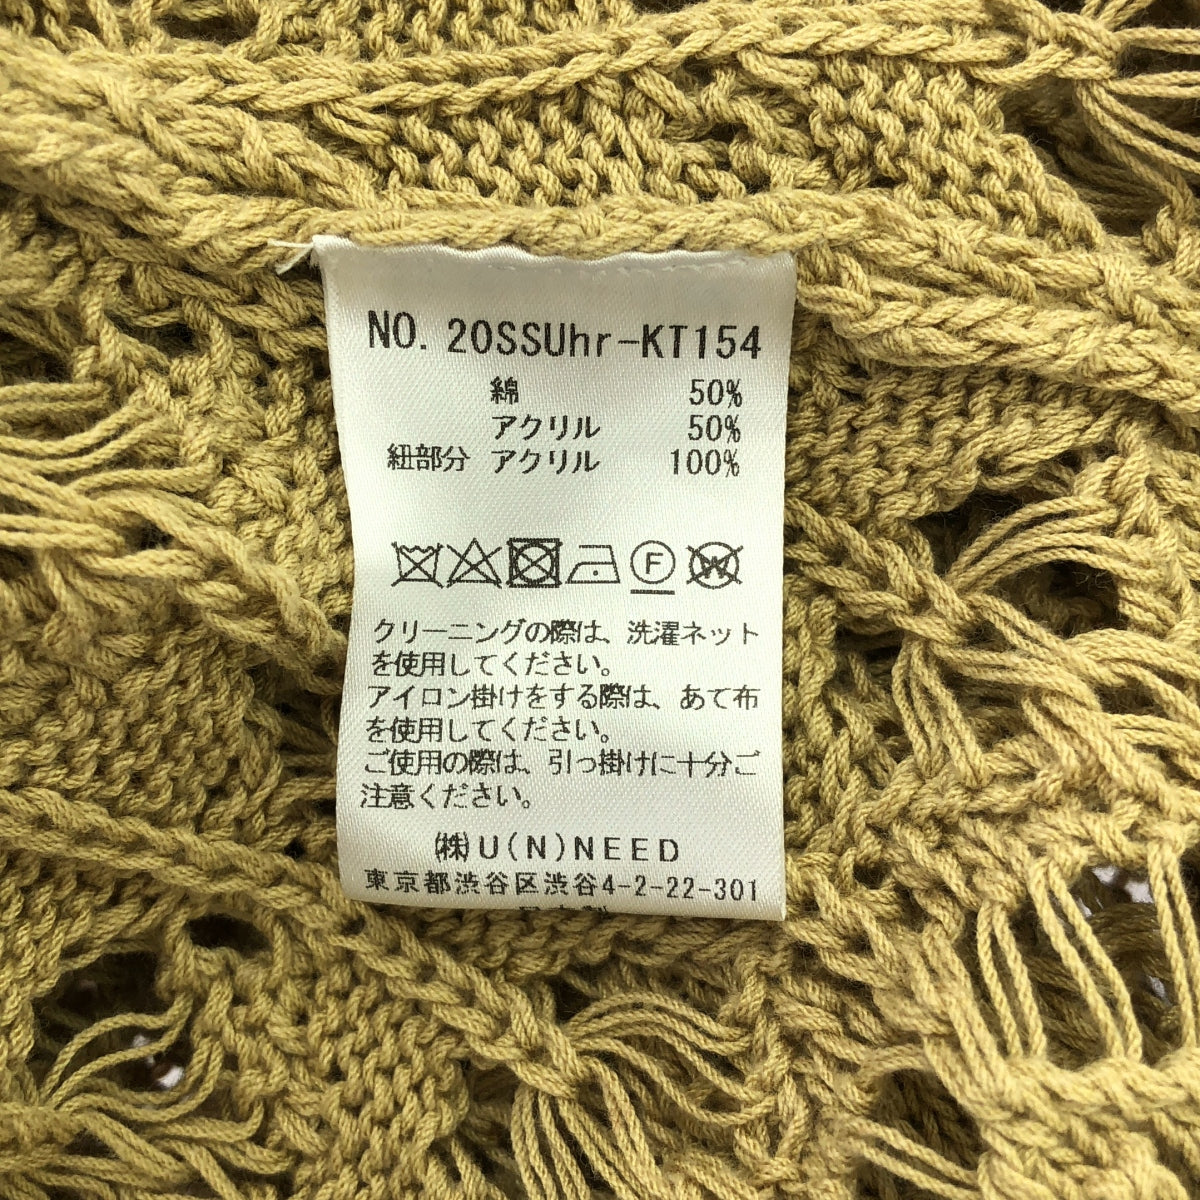 NO. 20SSUhr-KT154
綿 50%
アクリル 50%
紐部分 アクリル 100%
F W
クリーニングの際は、洗濯ネット
を使用してください。
アイロン掛けをする際は、あて布
を使用してください。
ご使用の際は、引っ掛けに十分ご
注意ください。
㈱U(N)NEED
東京都渋谷区渋谷4-2-22-301